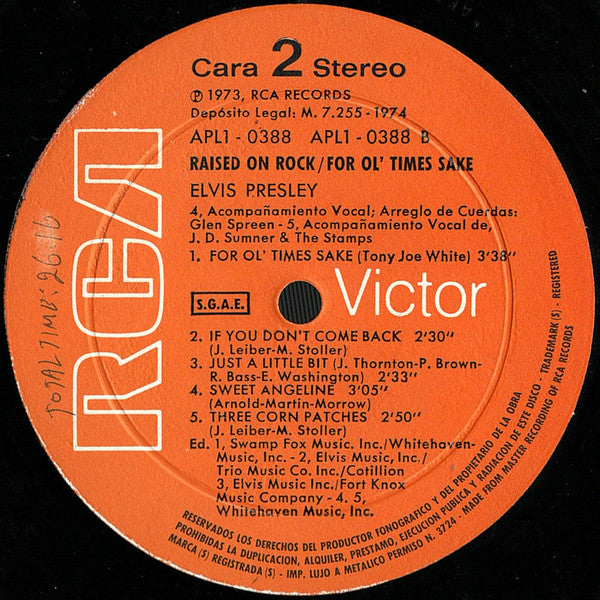 Cara 2 Stereo
℗ 1973, RCA RECORDS
Depósito Legal: M. 7.255 - 1974
APL1 - 0388 APL1 - 0388 B
RAISED ON ROCK/FOR OL' TIMES SAKE
ELVIS PRESLEY
4, Acompañamiento Vocal; Arreglo de Cuerdas:
Glen Spreen - 5, Acompañamiento Vocal de,
J. D. Sumner & The Stamps
1. FOR OL' TIMES SAKE (Tony Joe White) 3'38"
RCA
S.G.A.E.
Victor
TOTAL TIMB: 26-16
2. IF YOU DON'T COME BACK 2'30"
(J. Leiber-M. Stoller)
3. JUST A LITTLE BIT (J. Thornton-P. Brown-
R. Bass-E. Washington) 2'33"
4. SWEET ANGELINE 3'05"
(Arnold-Martin-Morrow)
5. THREE CORN PATCHES 2'50"
(J. Leiber-M. Stoller)
Ed. 1, Swamp Fox Music, Inc./Whitehaven-
Music, Inc. - 2, Elvis Music, Inc./
Trio Music Co. Inc./Cotillion
3, Elvis Music Inc./Fort Knox
Music Company - 4, 5,
Whitehaven Music, Inc.
RESERVADOS LOS DERECHOS DEL PRODUCTOR FONOGRAFICO Y DEL PROPIETARIO DE LA OBRA
PROHIBIDAS LA DUPLICACION, ALQUILER, PRESTAMO, EJECUCION PUBLICA Y RADIACION DE ESTE DISCO - TRADEMARK (S) - REGISTERED
MARCA (S) REGISTRADA (S) - IMP. LUJO A METALICO PERMISO N. 3724 - MADE FROM MASTER RECORDING OF RCA RECORDS